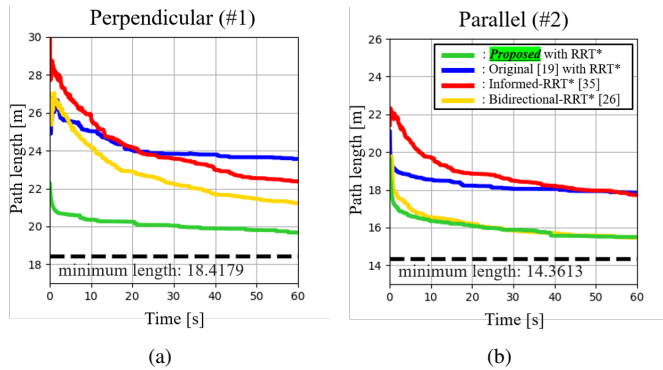 Perpendicular (#1)
Path length [m]
30
28
26
24
22
20
18
minimum length: 18.4179
0 10 20 30 40 50 60
Time [s]
(a)
Parallel (#2)
Path length [m]
26
24
22
20
18
16
14
: Proposed with RRT*
: Original [19] with RRT*
: Informed-RRT* [35]
: Bidirectional-RRT* [26]
minimum length: 14.3613
0 10 20 30 40 50 60
Time [s]
(b)